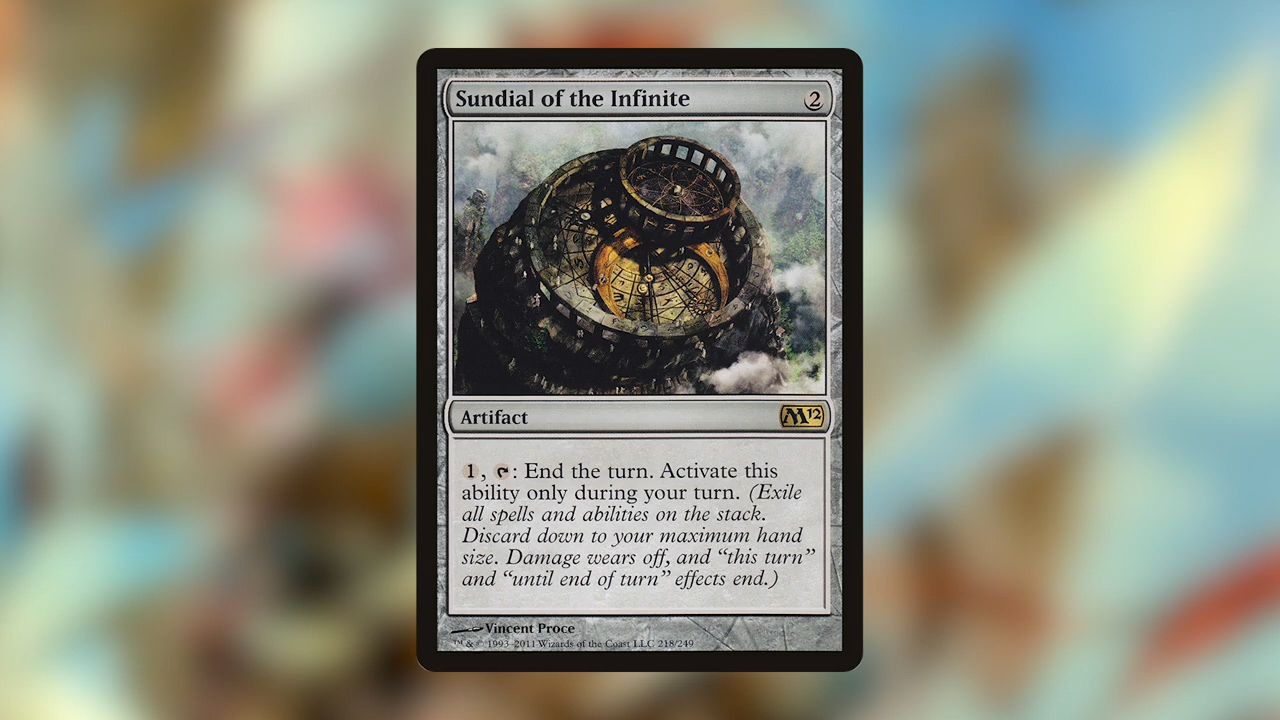 Sundial of the Infinite 2
Artifact M12
1, T: End the turn. Activate this
ability only during your turn. (Exile
all spells and abilities on the stack.
Discard down to your maximum hand
size. Damage wears off, and “this turn”
and “until end of turn” effects end.)
Vincent Proce
™ & © 1993–2011 Wizards of the Coast LLC 218/249